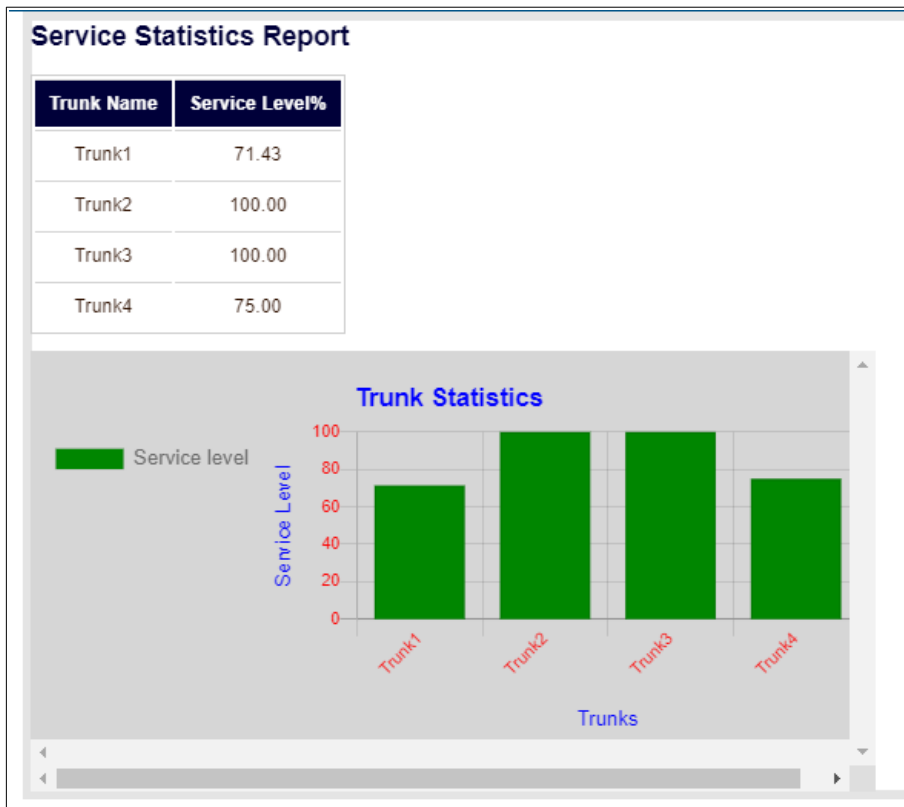 Service Statistics Report
Trunk Name Service Level%
Trunk1 71.43
Trunk2 100.00
Trunk3 100.00
Trunk4 75.00
Trunk Statistics
Service level
Service Level
100
80
60
40
20
0
Trunk1 Trunk2 Trunk3 Trunk4
Trunks